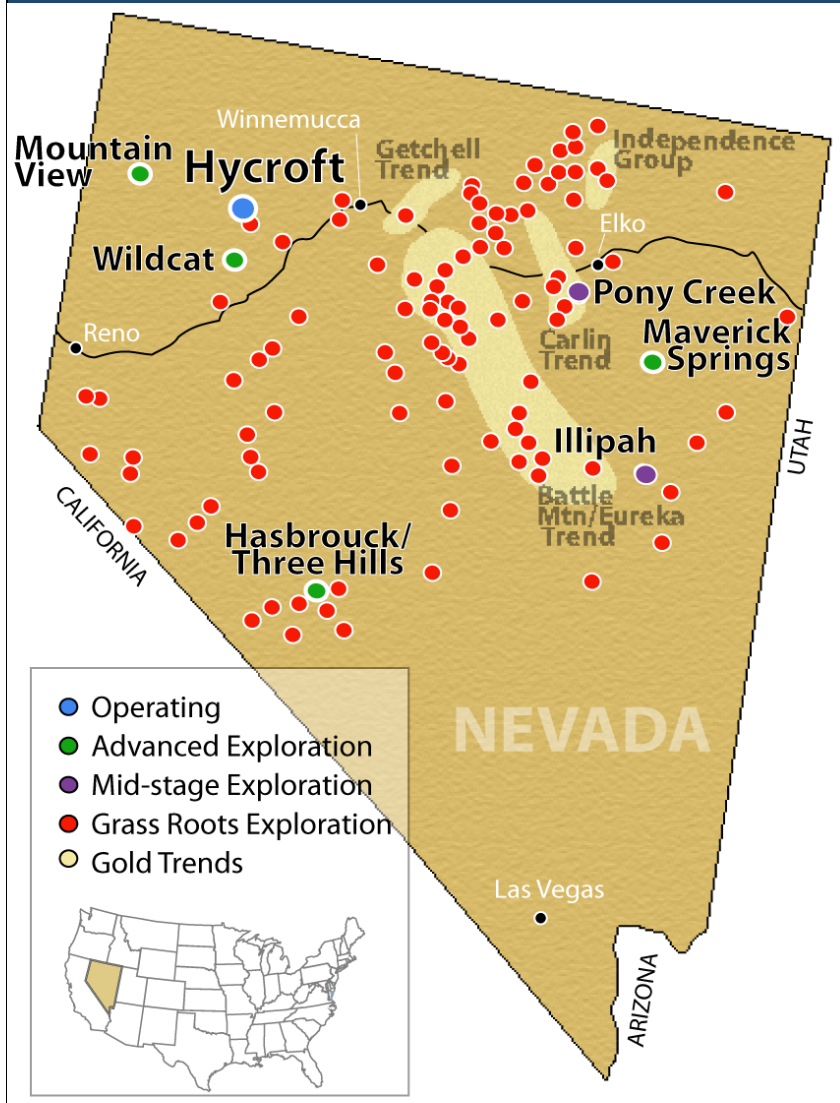 Winnemucca
Mountain
View
Hycroft
Getchell
Trend
Independence
Group
Wildcat
Elko
Pony Creek
Reno
Carlin
Trend
Maverick
Springs
Illipah
UTAH
Battle
Mtn/Eureka
Trend
CALIFORNIA
Hasbrouck/
Three Hills
NEVADA
Operating
Advanced Exploration
Mid-stage Exploration
Grass Roots Exploration
Gold Trends
Las Vegas
ARIZONA